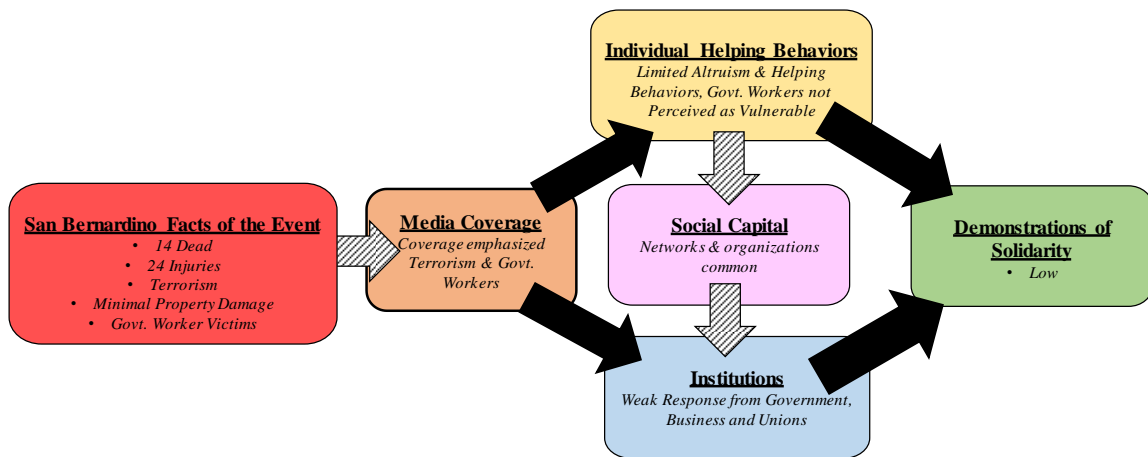 San Bernardino Facts of the Event
• 14 Dead
• 24 Injuries
• Terrorism
• Minimal Property Damage
• Govt. Worker Victims
Media Coverage
Coverage emphasized
Terrorism & Govt.
Workers
Individual Helping Behaviors
Limited Altruism & Helping
Behaviors, Govt. Workers not
Perceived as Vulnerable
Social Capital
Networks & organizations
common
Institutions
Weak Response from Government,
Business and Unions
Demonstrations of
Solidarity
• Low